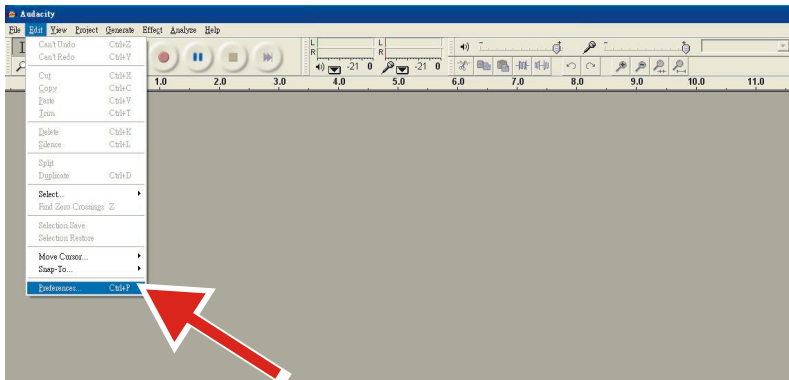 Audacity
File Edit View Project Generate Effect Analyze Help
Can't Undo Ctrl+Z
Can't Redo Ctrl+Y
Cut Ctrl+X
Copy Ctrl+C
Paste Ctrl+V
Trim Ctrl+T
Delete Ctrl+K
Silence Ctrl+L
Split
Duplicate Ctrl+D
Select...
Find Zero Crossings Z
Selection Save
Selection Restore
Move Cursor...
Snap-To...
Preferences... Ctrl+P
L L
R R
-21 0 -21 0
1.0 2.0 3.0 4.0 5.0 6.0 7.0 8.0 9.0 10.0 11.0